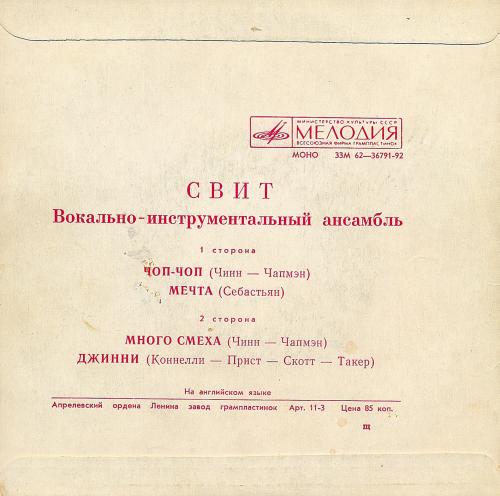 МИНИСТЕРСТВО КУЛЬТУРЫ СССР
МЕЛОДИЯ
ВСЕСОЮЗНАЯ ФИРМА ГРАМПЛАСТИНОК
МОНО 33М 62—36791-92
СВИТ
Вокально-инструментальный ансамбль
1 сторона
ЧОП-ЧОП (Чинн — Чапмэн)
МЕЧТА (Себастьян)
2 сторона
МНОГО СМЕХА (Чинн — Чапмэн)
ДЖИННИ (Коннелли — Прист — Скотт — Такер)
На английском языке
Апрелевский ордена Ленина завод грампластинок Арт. 11-3 Цена 85 коп.
щ